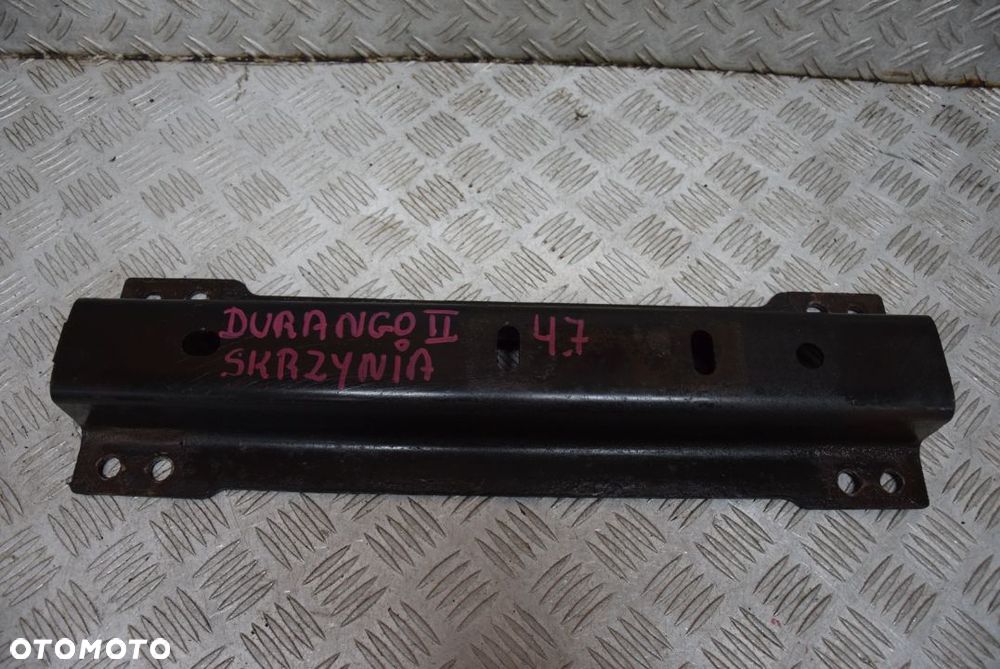 DURANGO II 4.7
SKRZYNIA
OTOMOTO